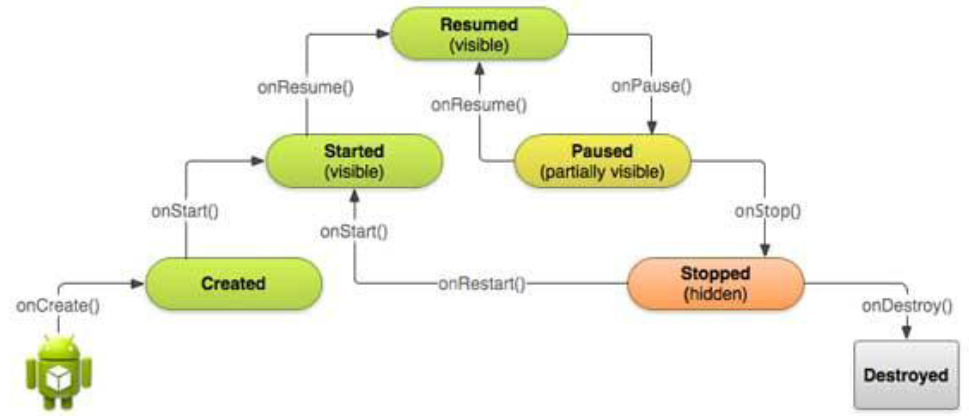 Resumed
(visible)
onResume()
onResume()
onPause()
Started
(visible)
Paused
(partially visible)
onStart()
onStart()
onStop()
Created
onRestart()
Stopped
(hidden)
onCreate()
onDestroy()
Destroyed